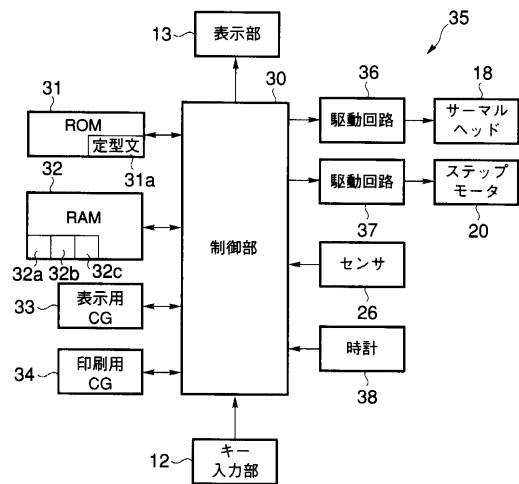 13
表示部
35
31
30
36
18
ROM
定型文
31a
駆動回路
サーマル
ヘッド
32
RAM
32a
32b
32c
制御部
駆動回路
37
ステップ
モータ
20
33
表示用
CG
センサ
26
34
印刷用
CG
時計
38
12
キー
入力部